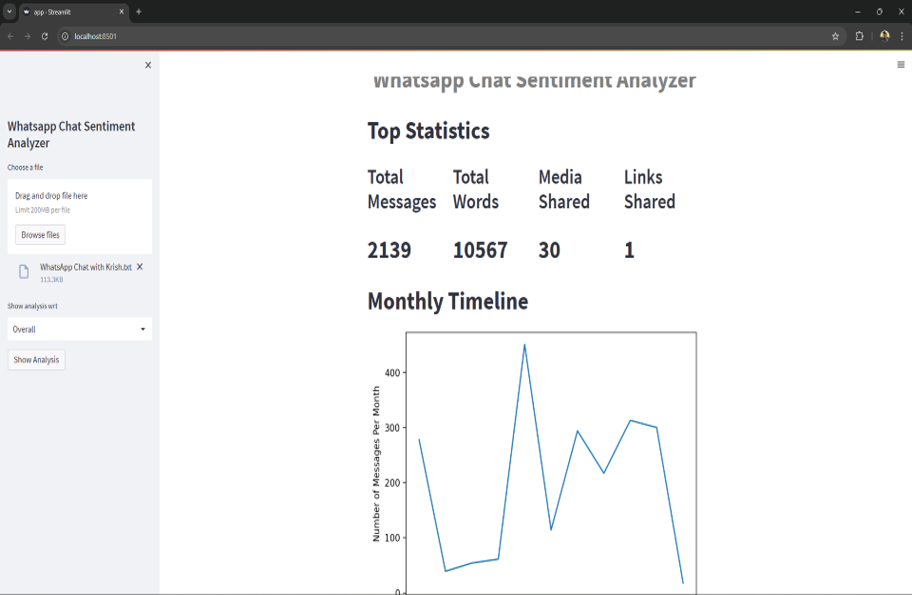 app · Streamlit
localhost:8501
Whatsapp Chat Sentiment
Analyzer
Choose a file
Drag and drop file here
Limit 200MB per file
Browse files
WhatsApp Chat with Krish.txt
113.3KB
Show analysis wrt
Overall
Show Analysis
Whatsapp Chat Sentiment Analyzer
Top Statistics
Total
Messages
Total
Words
Media
Shared
Links
Shared
2139
10567
30
1
Monthly Timeline
Number of Messages Per Month
400
300
200
100
0